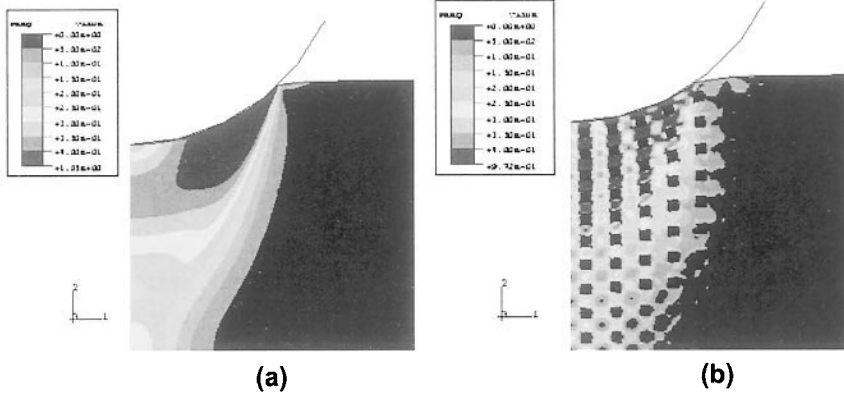 PEEQ VALUE
+0.00E+00
+5.00E-02
+1.00E-01
+1.50E-01
+2.00E-01
+2.50E-01
+3.00E-01
+3.50E-01
+4.00E-01
2
3 1
(a)
PEEQ VALUE
+0.00E+00
+5.00E-02
+1.00E-01
+1.50E-01
+2.00E-01
+2.50E-01
+3.00E-01
+3.50E-01
+4.00E-01
+9.72E-01
2
3 1
(b)